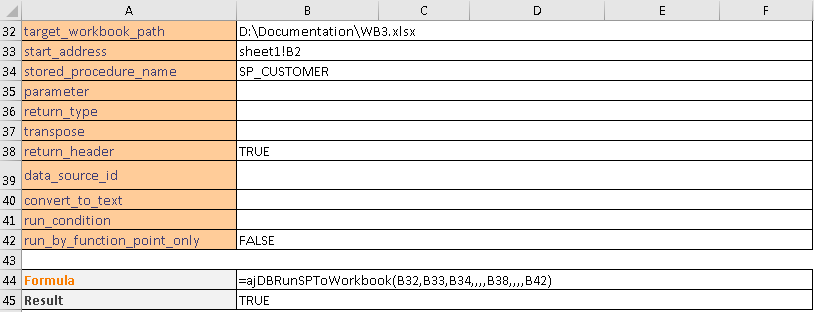 A B C D E F
32 target_workbook_path D:\Documentation\WB3.xlsx
33 start_address sheet1!B2
34 stored_procedure_name SP_CUSTOMER
35 parameter
36 return_type
37 transpose
38 return_header TRUE
39 data_source_id
40 convert_to_text
41 run_condition
42 run_by_function_point_only FALSE
43
44 Formula =ajDBRunSPToWorkbook(B32,B33,B34,,,,B38,,,,B42)
45 Result TRUE